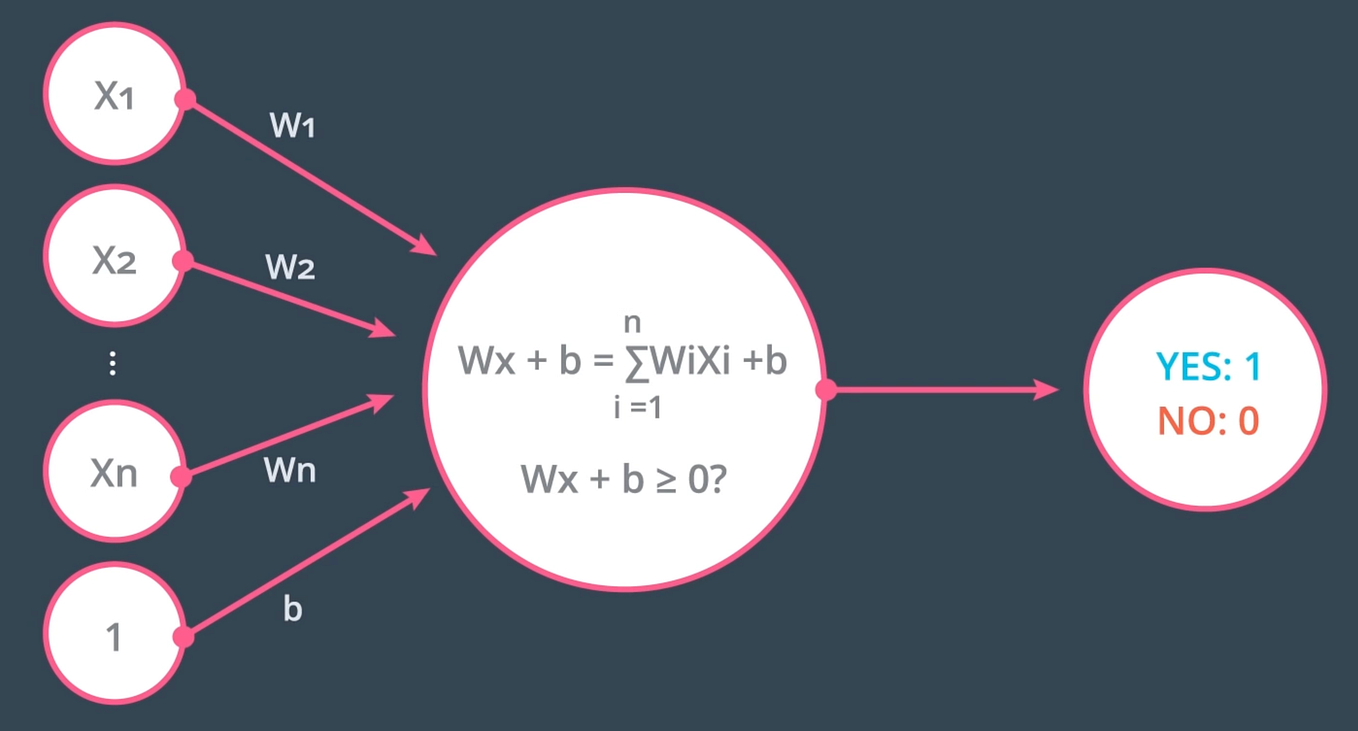 X1
W1
X2
W2
⋮
Xn
Wn
1
b
n
Wx + b = ∑WiXi +b
i =1
Wx + b ≥ 0?
YES: 1
NO: 0